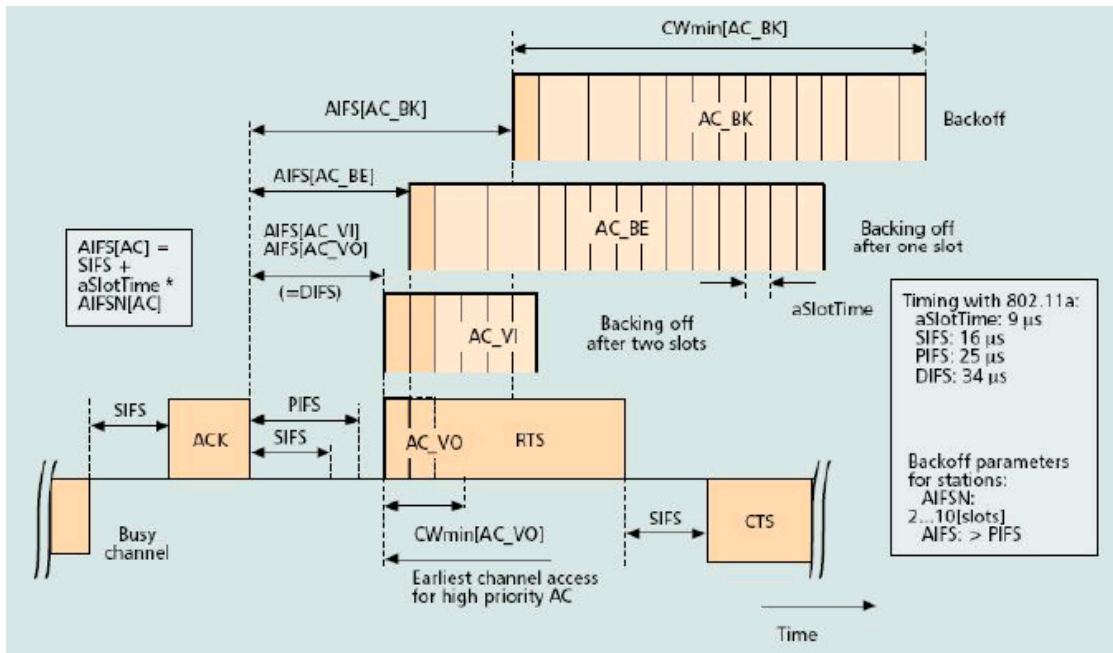 CWmin[AC_BK]
AIFS[AC_BK]
AC_BK
Backoff
AIFS[AC_BE]
AC_BE
Backing off
after one slot
AIFS[AC_VI]
AIFS[AC_VO]
(=DIFS)
AIFS[AC] =
SIFS +
aSlotTime *
AIFSN[AC]
aSlotTime
AC_VI
Backing off
after two slots
Timing with 802.11a:
aSlotTime: 9 µs
SIFS: 16 µs
PIFS: 25 µs
DIFS: 34 µs
Backoff parameters
for stations:
AIFSN:
2...10[slots]
AIFS: > PIFS
SIFS
ACK
PIFS
SIFS
AC_VO
RTS
Busy
channel
CWmin[AC_VO]
SIFS
CTS
Earliest channel access
for high priority AC
Time